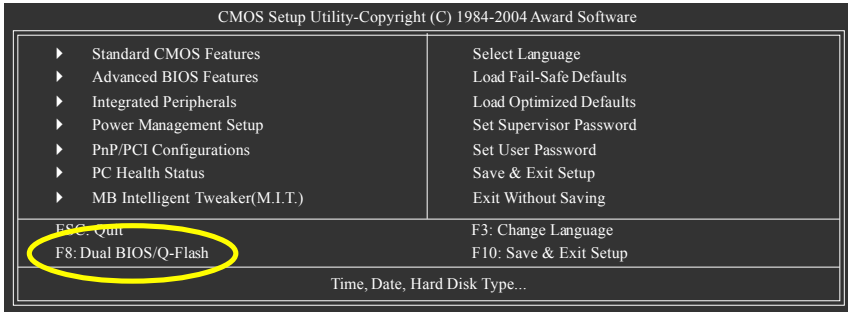 CMOS Setup Utility-Copyright (C) 1984-2004 Award Software
Standard CMOS Features
Advanced BIOS Features
Integrated Peripherals
Power Management Setup
PnP/PCI Configurations
PC Health Status
MB Intelligent Tweaker(M.I.T.)
Select Language
Load Fail-Safe Defaults
Load Optimized Defaults
Set Supervisor Password
Set User Password
Save & Exit Setup
Exit Without Saving
ESC: Quit
F8: Dual BIOS/Q-Flash
F3: Change Language
F10: Save & Exit Setup
Time, Date, Hard Disk Type...